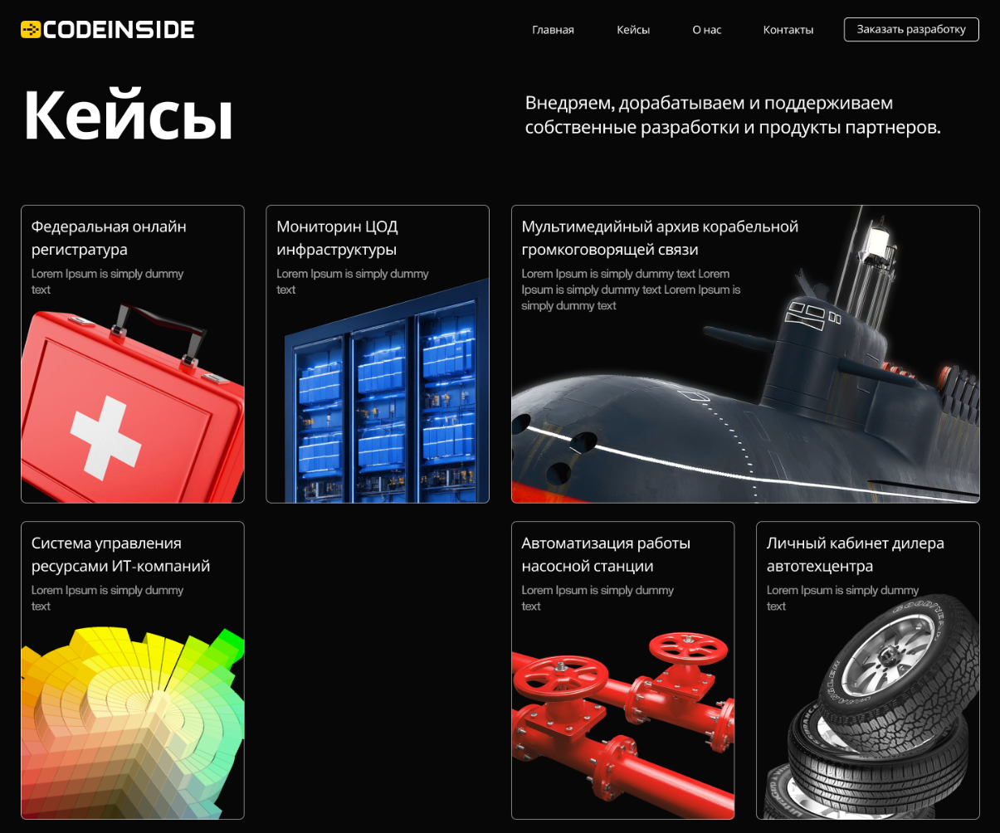 CODEINSIDE
Главная
Кейсы
О нас
Контакты
Заказать разработку
Кейсы
Внедряем, дорабатываем и поддерживаем
собственные разработки и продукты партнеров.
Федеральная онлайн
регистратура
Lorem Ipsum is simply dummy
text
Мониторин ЦОД
инфраструктуры
Lorem Ipsum is simply dummy
text
Мультимедийный архив корабельной
громкоговорящей связи
Lorem Ipsum is simply dummy text Lorem
Ipsum is simply dummy text Lorem Ipsum is
simply dummy text
Система управления
ресурсами ИТ-компаний
Lorem Ipsum is simply dummy
text
Автоматизация работы
насосной станции
Lorem Ipsum is simply dummy
text
Личный кабинет дилера
автотехцентра
Lorem Ipsum is simply dummy
text
GOODYEAR